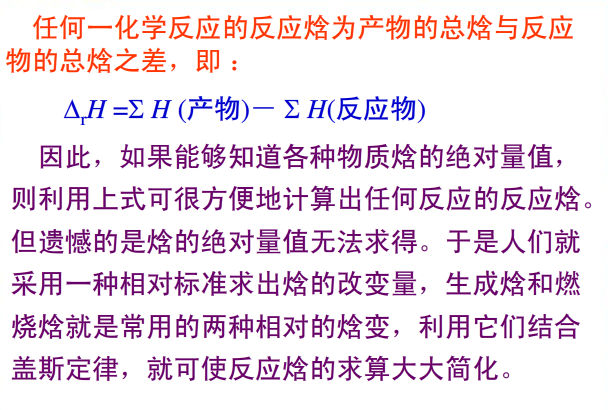 任何一化学反应的反应焓为产物的总焓与反应
物的总焓之差，即：
ΔrH =Σ H (产物)－ Σ H(反应物)
因此，如果能够知道各种物质焓的绝对量值，
则利用上式可很方便地计算出任何反应的反应焓。
但遗憾的是焓的绝对量值无法求得。于是人们就
采用一种相对标准求出焓的改变量，生成焓和燃
烧焓就是常用的两种相对的焓变，利用它们结合
盖斯定律，就可使反应焓的求算大大简化。